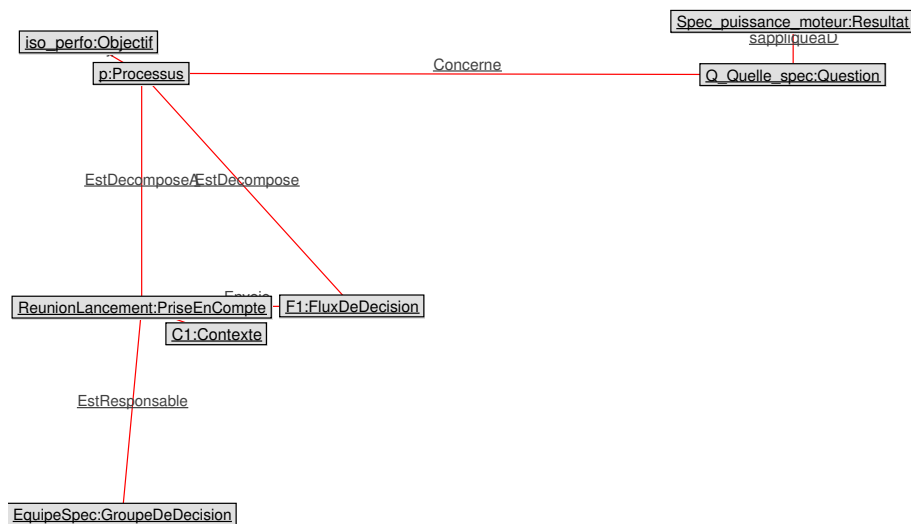 Spec_puissance_moteur:Resultat
iso_perfo:Objectif
sappliqueaD
Concerne
p:Processus
Q_Quelle_spec:Question
EstDecomposeA
EstDecompose
ReunionLancement:PriseEnCompte
F1:FluxDeDecision
C1:Contexte
EstResponsable
EquipeSpec:GroupeDeDecision